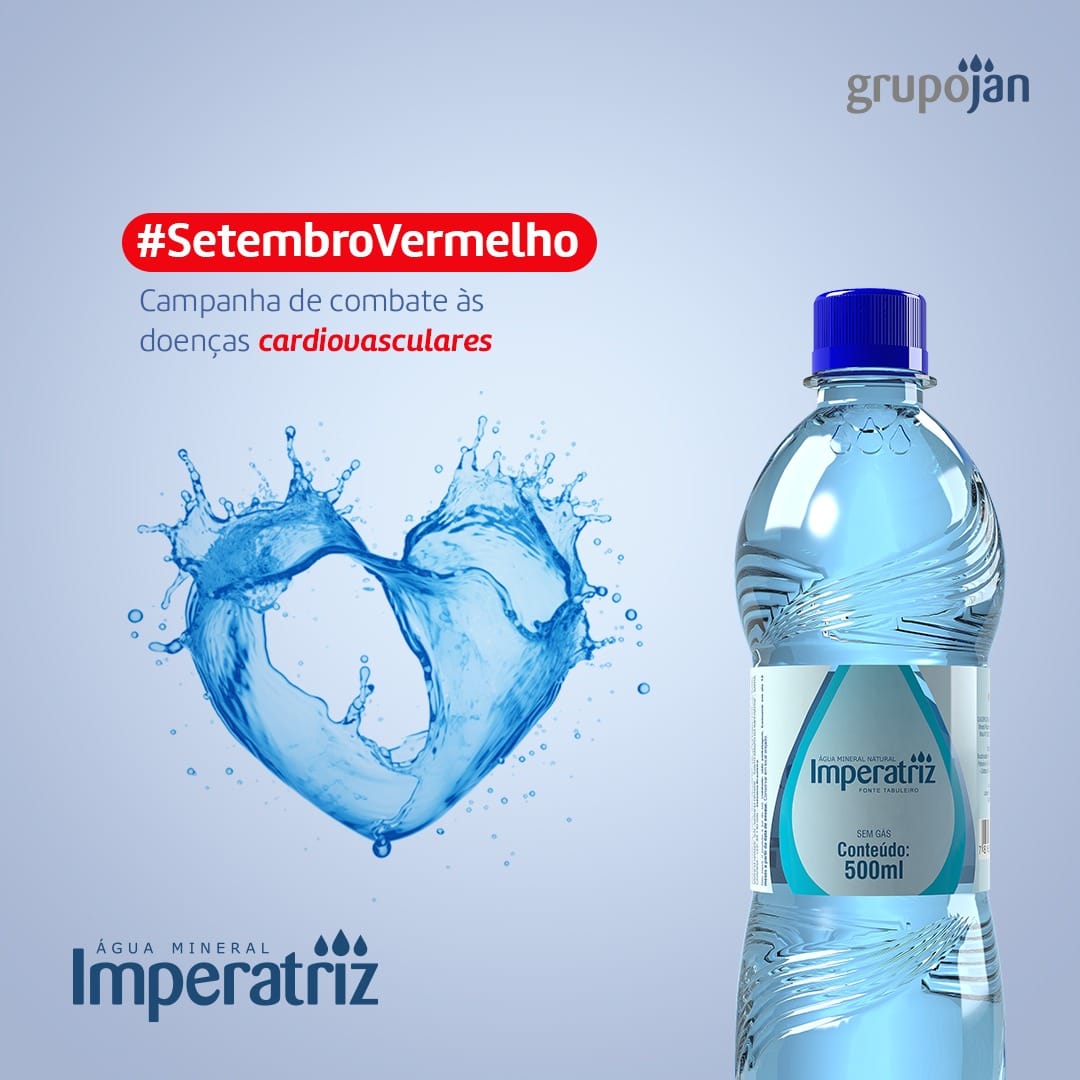 grupojan
#SetembroVermelho
Campanha de combate às
doenças cardiovasculares
ÁGUA MINERAL NATURAL
Imperatriz
FONTE TABULEIRO
SEM GÁS
Conteúdo:
500ml
ÁGUA MINERAL
Imperatriz